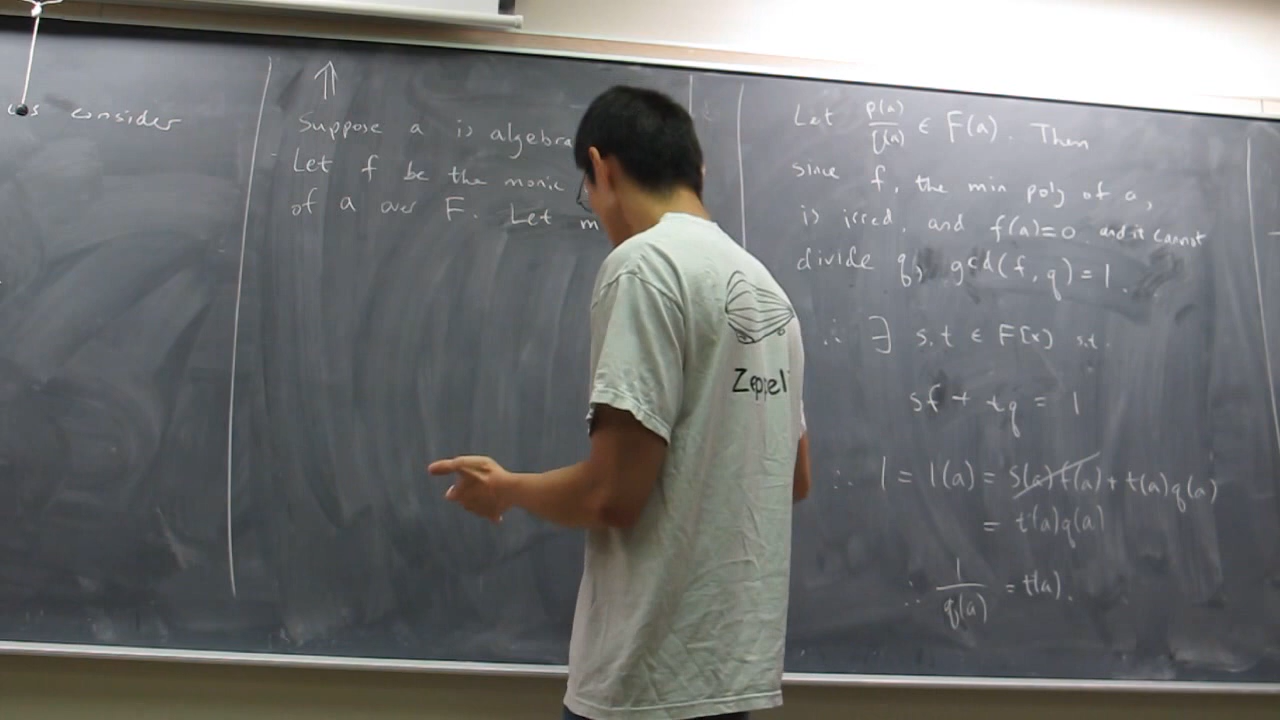 consider
⇑
Suppose a is algebra
Let f be the monic
of a over F. Let m
Let p(a)/q(a) ∈ F(a). Then
since f, the min poly of a,
is irred, and f(a)=0 and it cannot
divide q, gcd(f, q) = 1.
∴ ∃ s,t ∈ F[x] s.t.
sf + tq = 1
∴ 1 = 1(a) = s(a)f(a) + t(a)q(a)
= t(a)q(a)
∴ 1/q(a) = t(a).
Zeppel